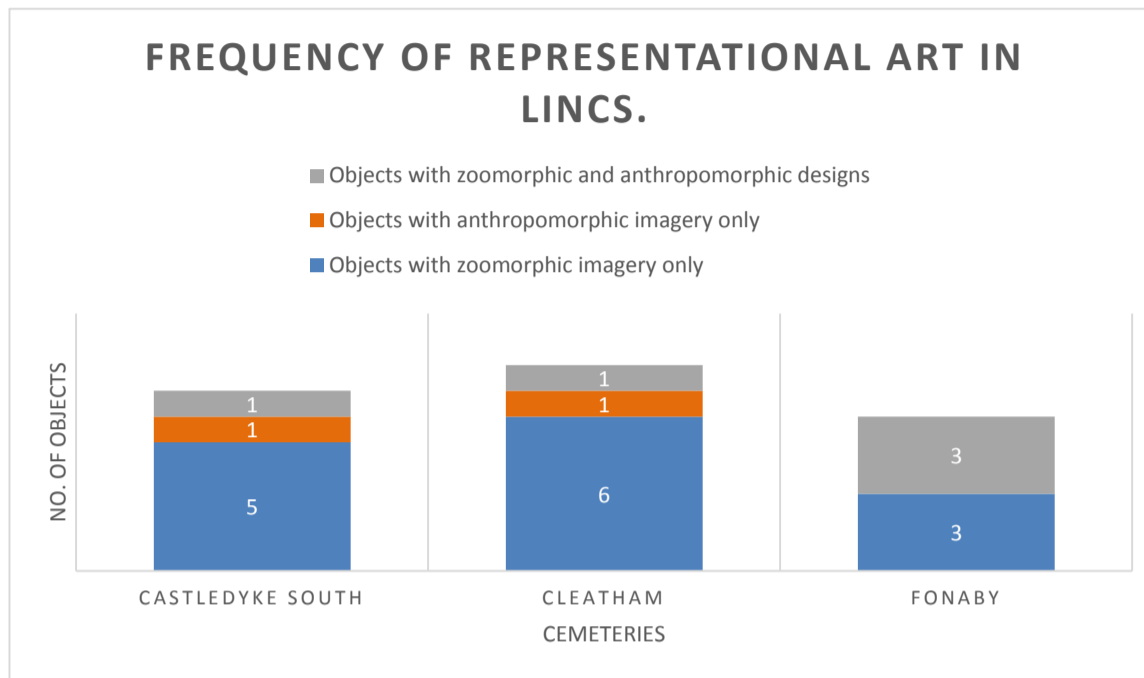 FREQUENCY OF REPRESENTATIONAL ART IN
LINCS.
Objects with zoomorphic and anthropomorphic designs
Objects with anthropomorphic imagery only
Objects with zoomorphic imagery only
NO. OF OBJECTS
1
1
5
1
1
6
3
3
CASTLEDYKE SOUTH
CLEATHAM
FONABY
CEMETERIES